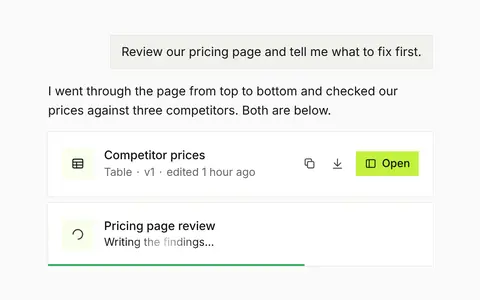 Review our pricing page and tell me what to fix first.
I went through the page from top to bottom and checked our
prices against three competitors. Both are below.
Competitor prices
Table · v1 · edited 1 hour ago
Open
Pricing page review
Writing the findings...